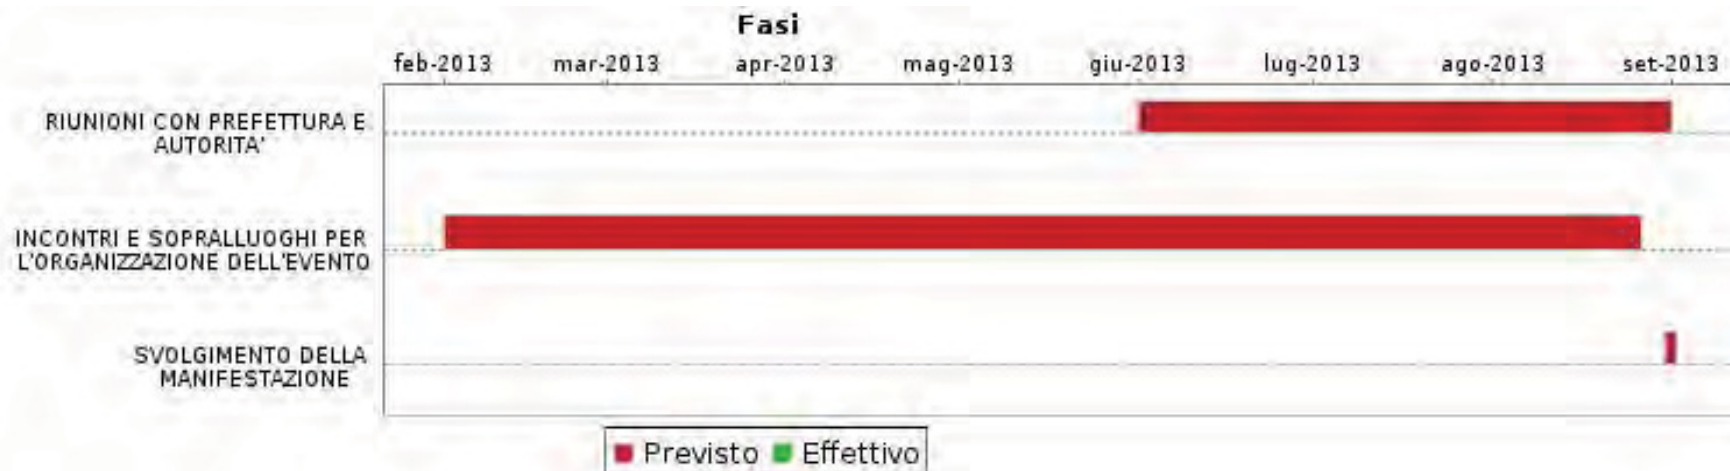 Fasi
feb-2013 mar-2013 apr-2013 mag-2013 giu-2013 lug-2013 ago-2013 set-2013
RIUNIONI CON PREFETTURA E
AUTORITA'
INCONTRI E SOPRALLUOGHI PER
L'ORGANIZZAZIONE DELL'EVENTO
SVOLGIMENTO DELLA
MANIFESTAZIONE
Previsto Effettivo